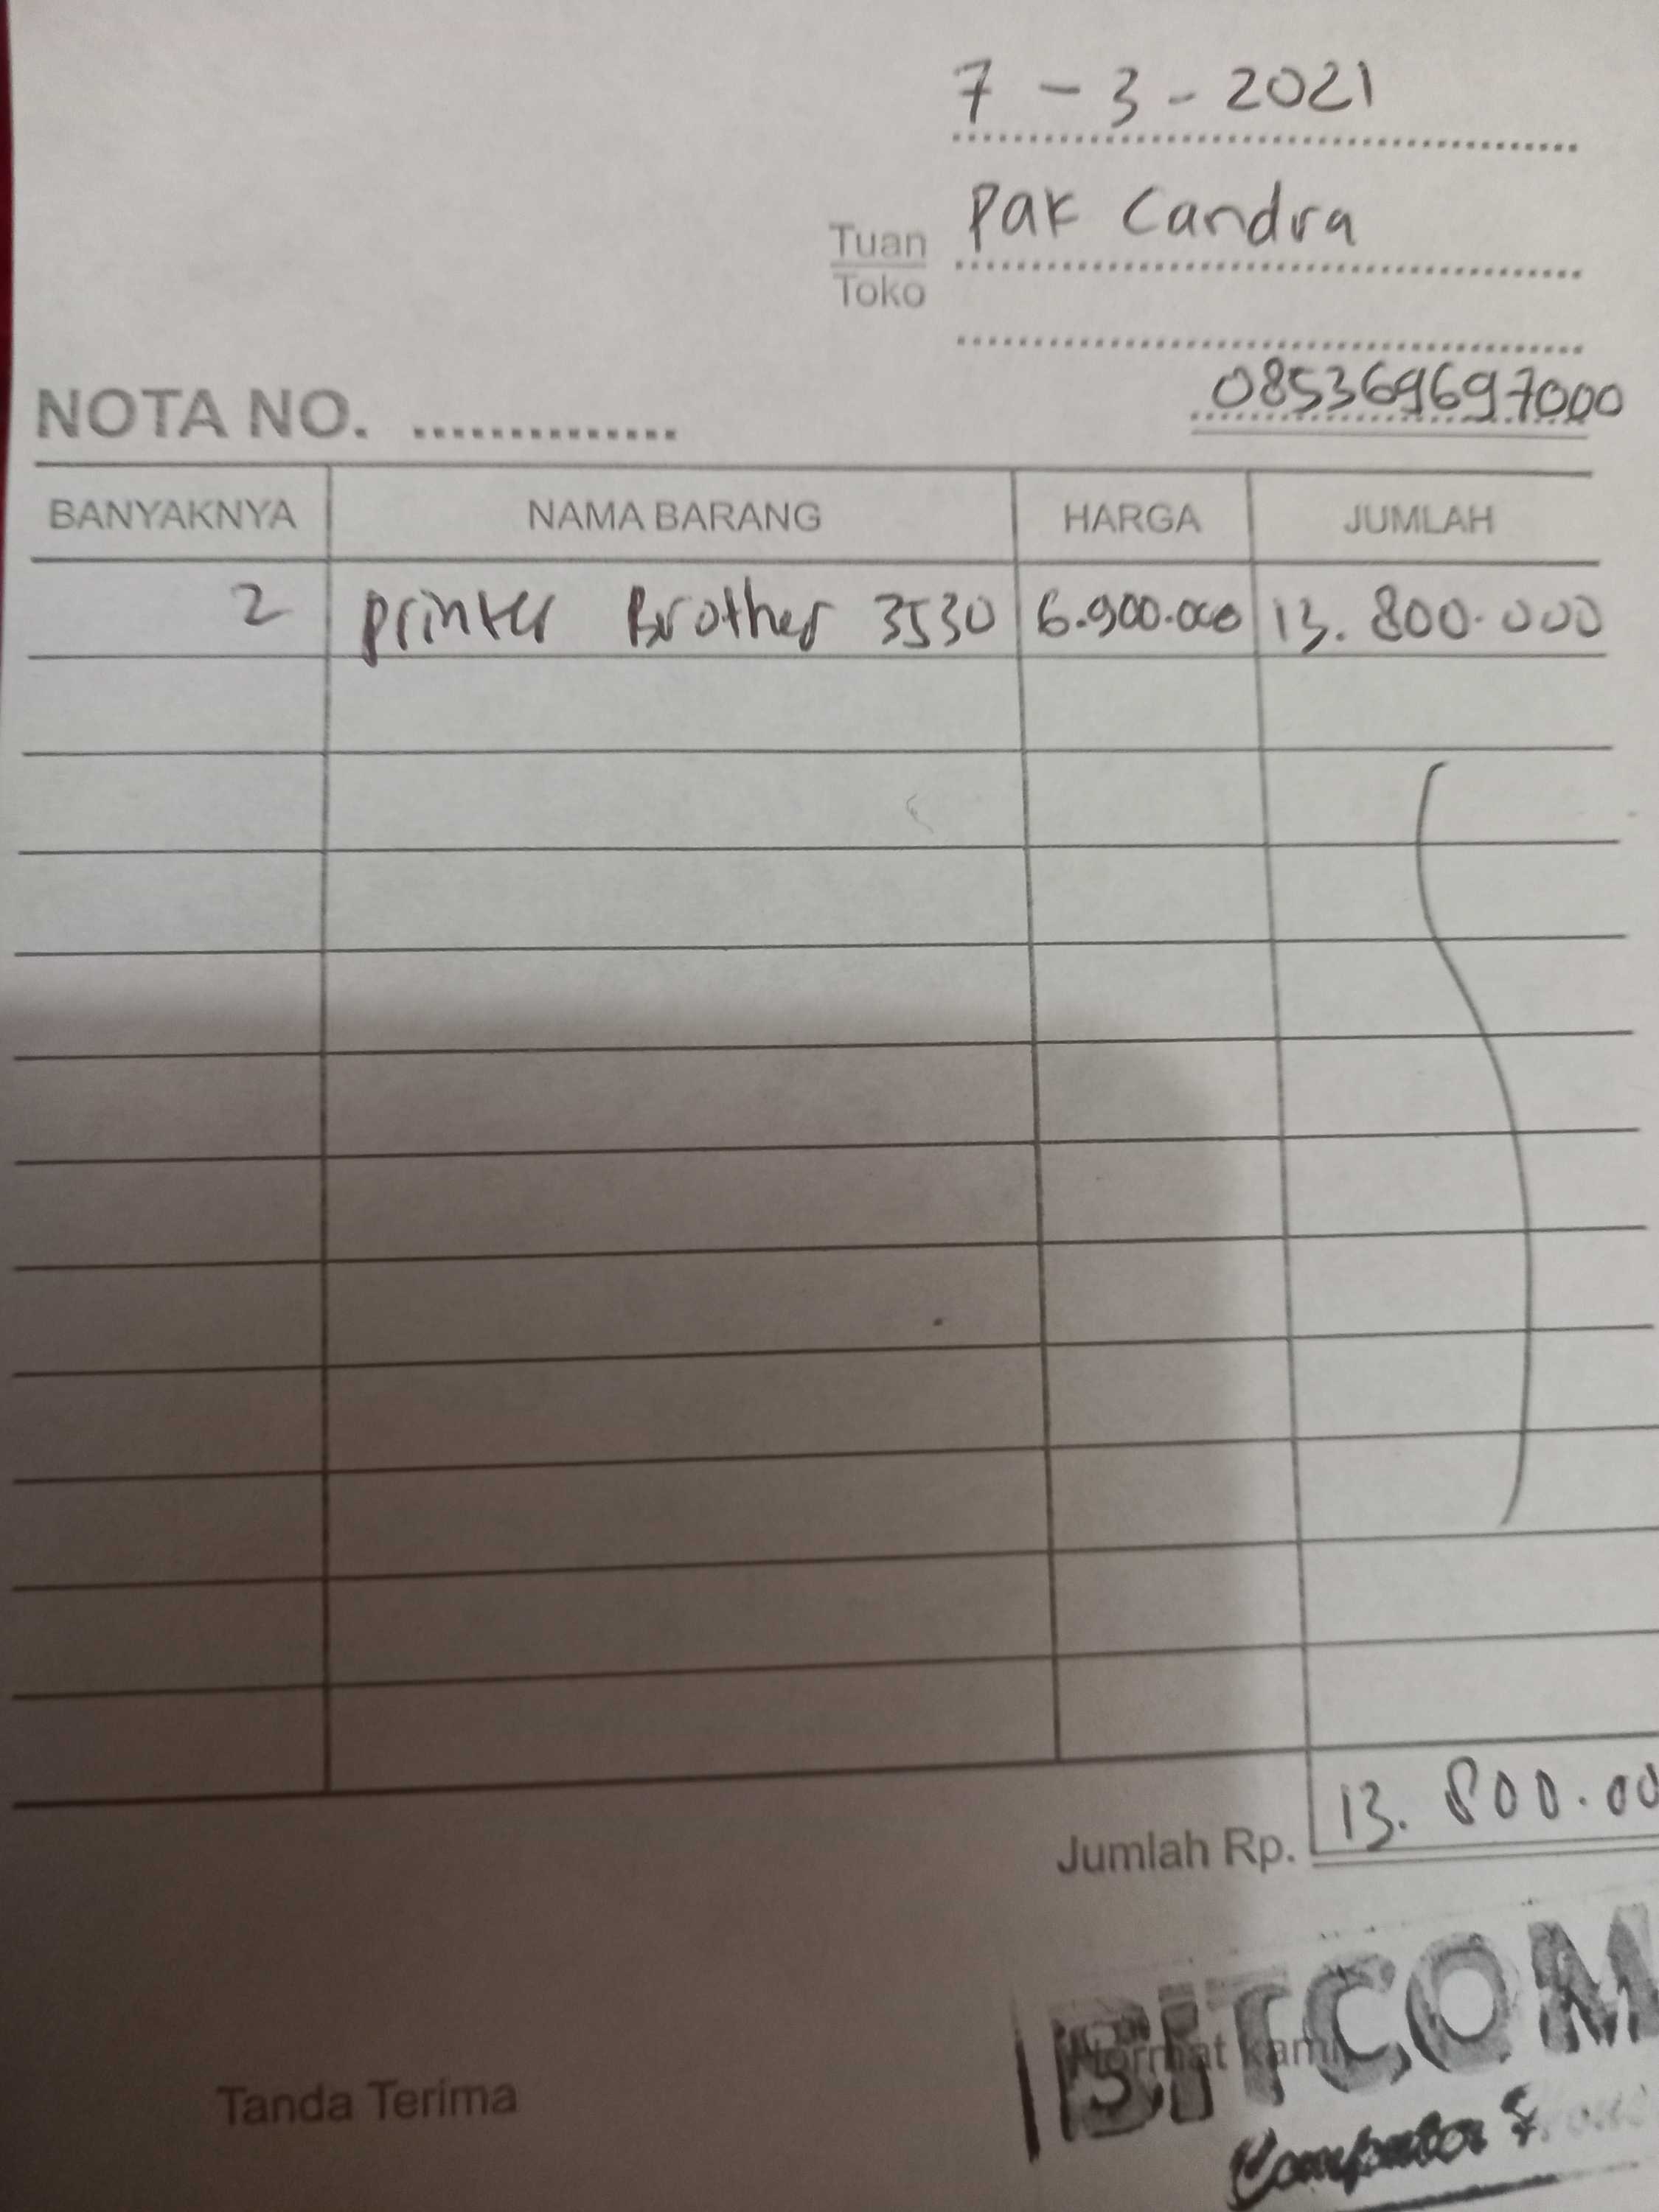 7 - 3 - 2021
Tuan Pak Candra
Toko
085369697000
NOTA NO. ..............
BANYAKNYA NAMA BARANG HARGA JUMLAH
2 printer Brother 3530 6.900.000 13.800.000
Jumlah Rp. 13.800.00
BITCOM
Hormat kami
Tanda Terima
Computer &